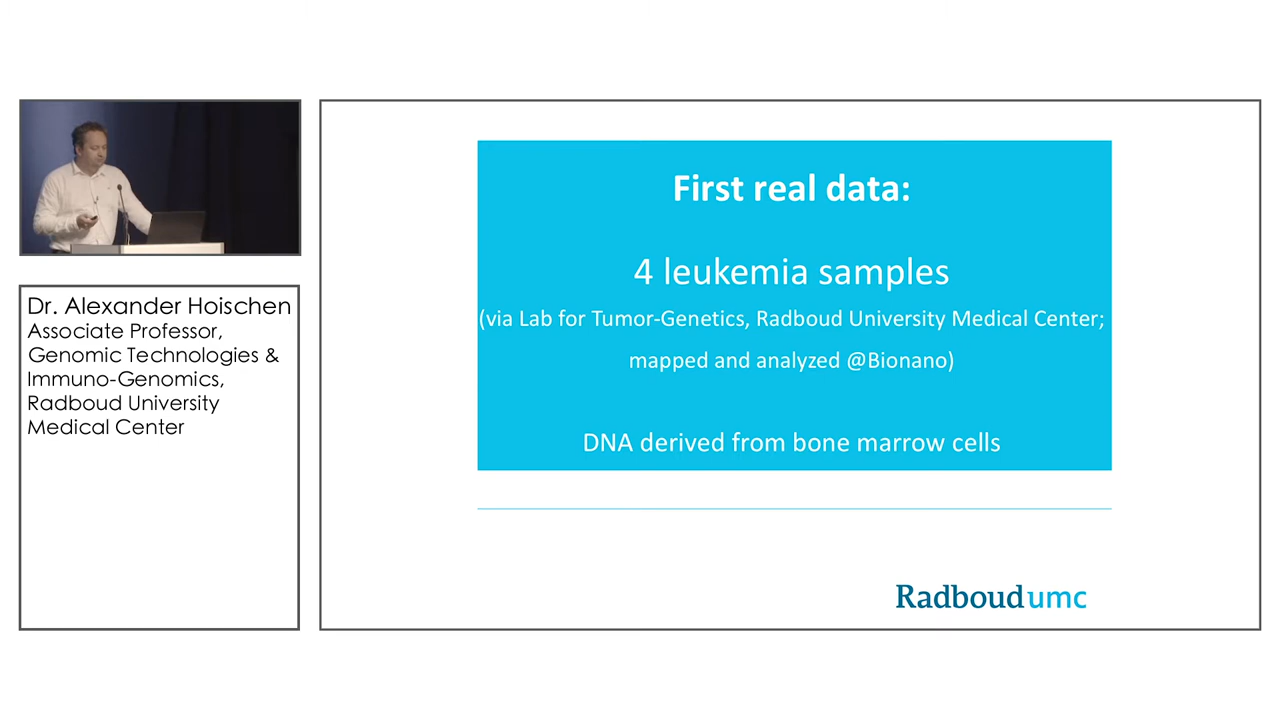 Dr. Alexander Hoischen
Associate Professor,
Genomic Technologies &
Immuno-Genomics,
Radboud University
Medical Center
First real data:
4 leukemia samples
(via Lab for Tumor-Genetics, Radboud University Medical Center;
mapped and analyzed @Bionano)
DNA derived from bone marrow cells
Radboudumc